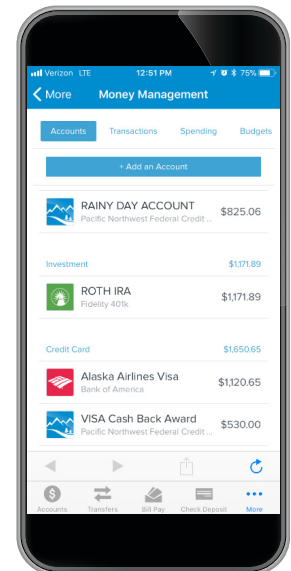 Verizon LTE 12:51 PM 75%
More Money Management
Accounts Transactions Spending Budgets
+ Add an Account
RAINY DAY ACCOUNT $825.06
Pacific Northwest Federal Credit ...
Investment $1,171.89
ROTH IRA $1,171.89
Fidelity 401k
Credit Card $1,650.65
Alaska Airlines Visa $1,120.65
Bank of America
VISA Cash Back Award $530.00
Pacific Northwest Federal Credit ...
Accounts Transfers Bill Pay Check Deposit More